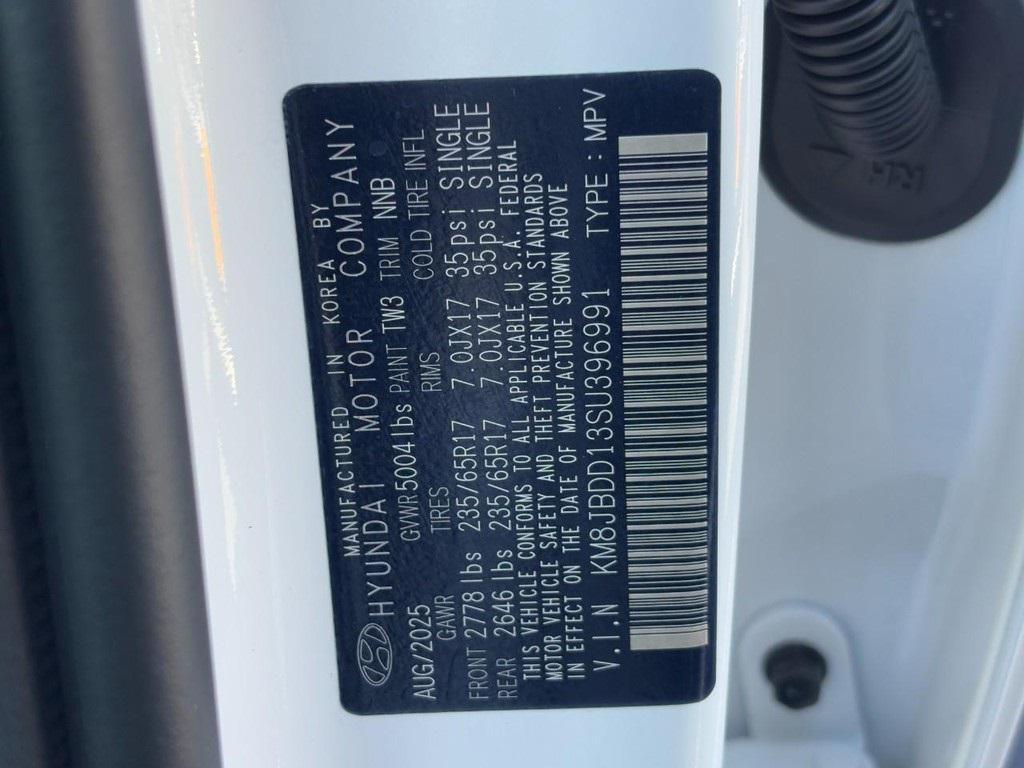 MANUFACTURED IN KOREA BY
HYUNDAI MOTOR COMPANY
AUG/2025 GVWR 5004 lbs PAINT TW3 TRIM NNB
GAWR TIRES RIMS COLD TIRE INFL
FRONT 2778 lbs 235/65R17 7.0JX17 35psi SINGLE
REAR 2646 lbs 235/65R17 7.0JX17 35psi SINGLE
THIS VEHICLE CONFORMS TO ALL APPLICABLE U.S.A. FEDERAL
MOTOR VEHICLE SAFETY AND THEFT PREVENTION STANDARDS
IN EFFECT ON THE DATE OF MANUFACTURE SHOWN ABOVE
V.I.N KM8JBDD13SU396991 TYPE : MPV
RH